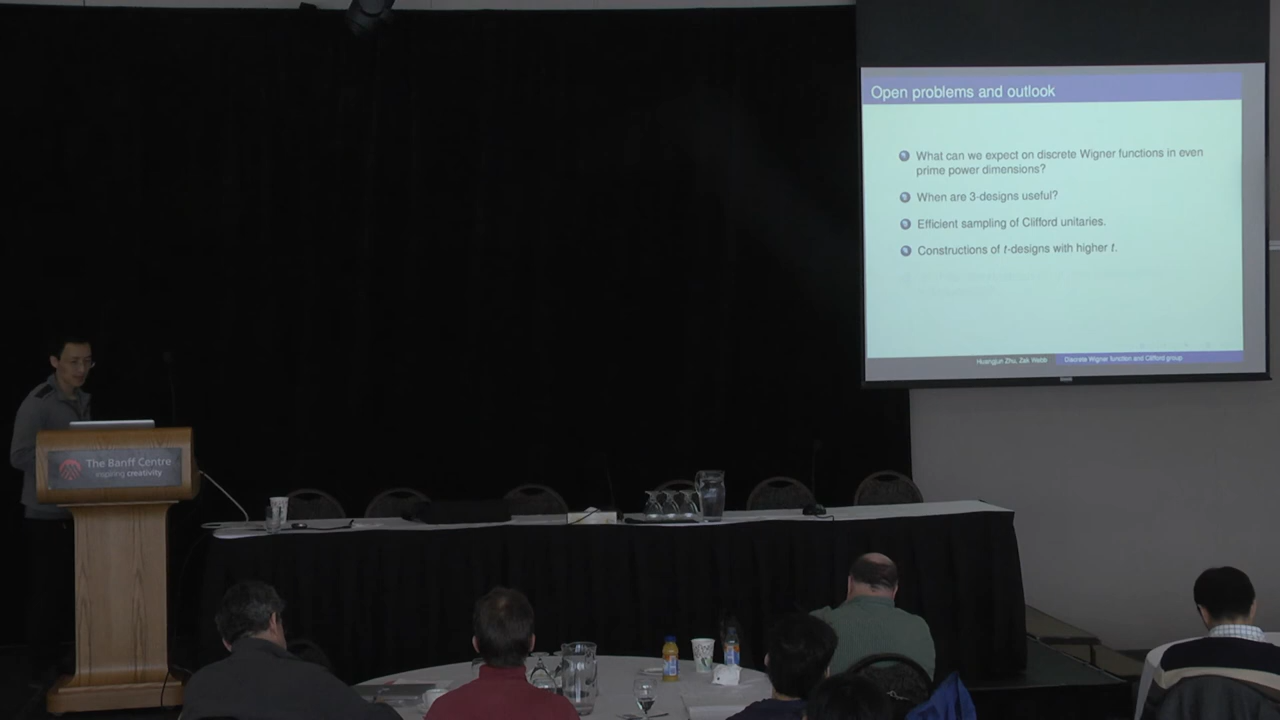 Open problems and outlook
What can we expect on discrete Wigner functions in even
prime power dimensions?
When are 3-designs useful?
Efficient sampling of Clifford unitaries.
Constructions of t-designs with higher t.
Huangjun Zhu, Zak Webb
Discrete Wigner function and Clifford group
The Banff Centre
inspiring creativity